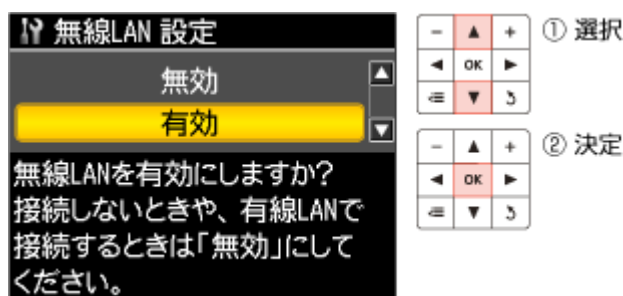 無線LAN 設定
無効
有効
無線LANを有効にしますか?
接続しないときや、有線LANで
接続するときは「無効」にして
ください。
- ▲ +
◀ OK ▶
▼
① 選択
- ▲ +
◀ OK ▶
▼
② 決定